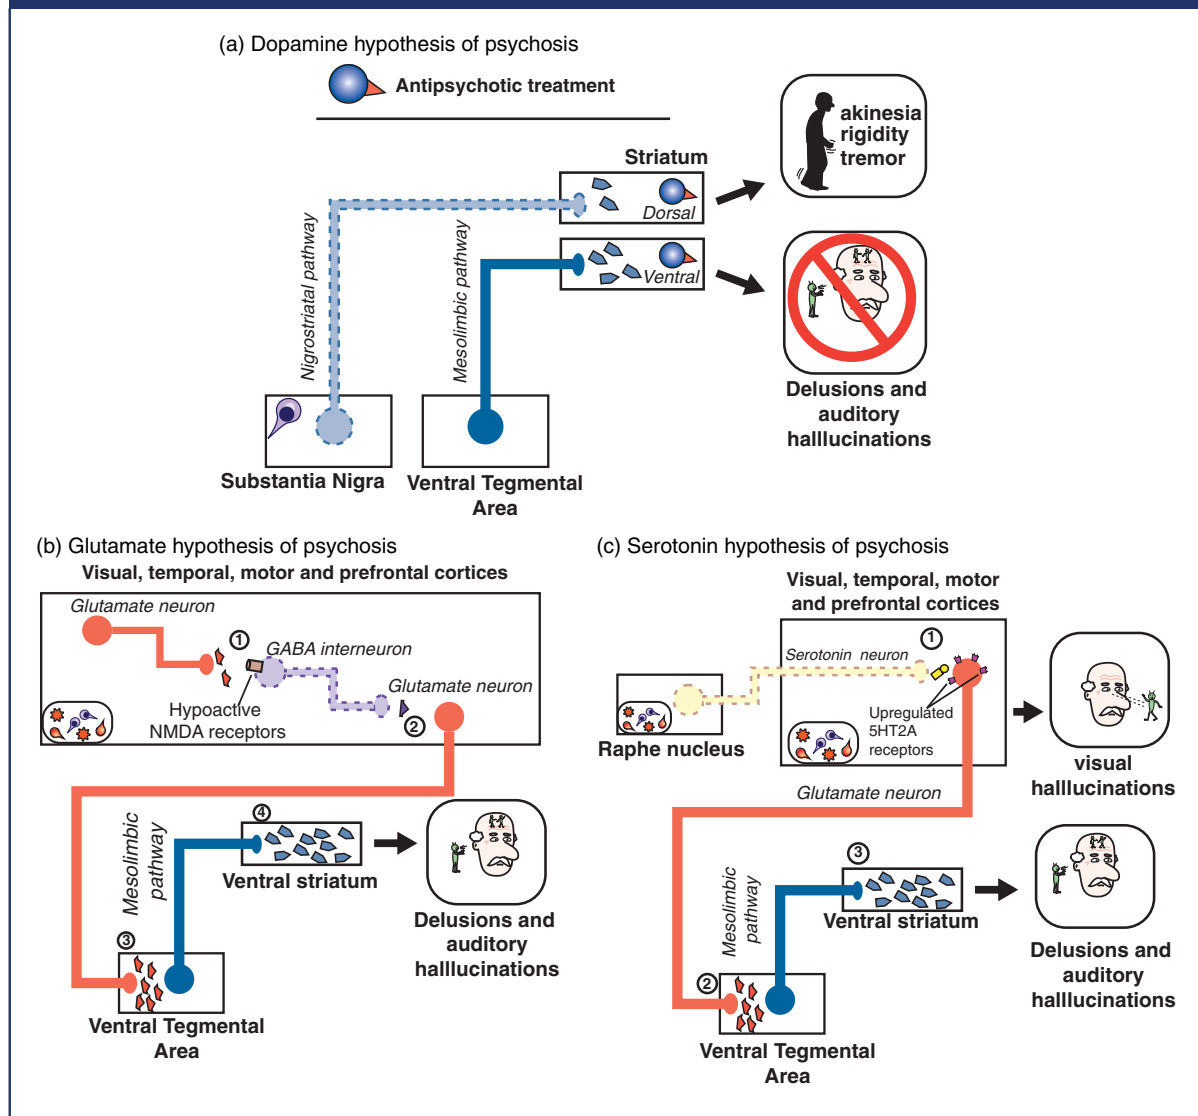 (a) Dopamine hypothesis of psychosis
Antipsychotic treatment
akinesia
rigidity
tremor
Striatum
Dorsal
Ventral
Nigrostriatal pathway
Mesolimbic pathway
Delusions and
auditory
halllucinations
Substantia Nigra
Ventral Tegmental
Area
(b) Glutamate hypothesis of psychosis
Visual, temporal, motor and prefrontal cortices
Glutamate neuron
1
GABA interneuron
Glutamate neuron
Hypoactive
NMDA receptors
2
4
Mesolimbic
pathway
Ventral striatum
Delusions and
auditory
halllucinations
3
Ventral Tegmental
Area
(c) Serotonin hypothesis of psychosis
Visual, temporal, motor
and prefrontal cortices
1
Serotonin neuron
Upregulated
5HT2A
receptors
Raphe nucleus
visual
halllucinations
Glutamate neuron
3
Mesolimbic
pathway
Ventral striatum
Delusions and
auditory
halllucinations
2
Ventral Tegmental
Area